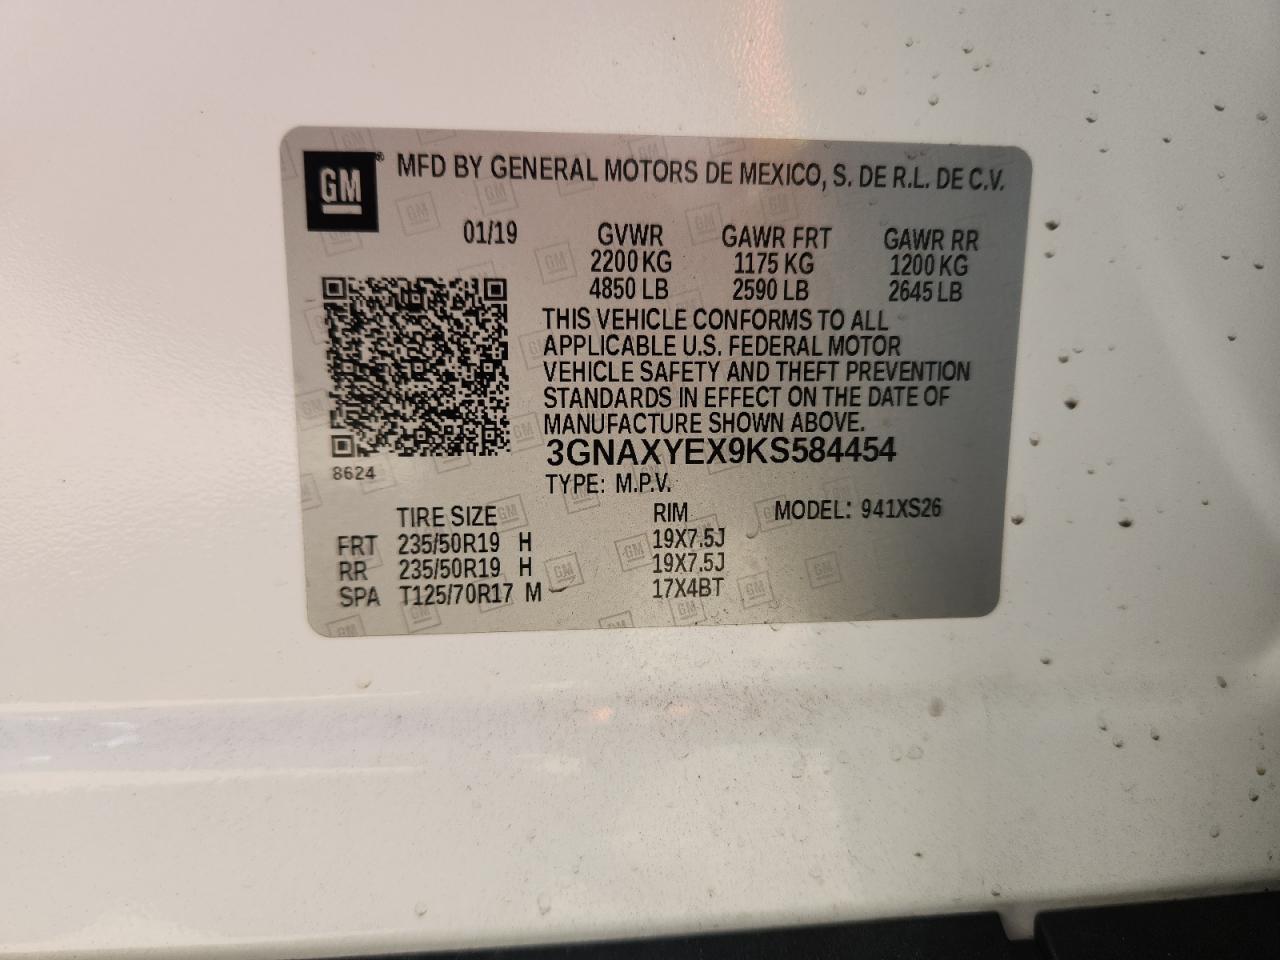 GM® MFD BY GENERAL MOTORS DE MEXICO, S. DE R.L. DE C.V.
01/19 GVWR GAWR FRT GAWR RR
2200 KG 1175 KG 1200 KG
4850 LB 2590 LB 2645 LB
THIS VEHICLE CONFORMS TO ALL
APPLICABLE U.S. FEDERAL MOTOR
VEHICLE SAFETY AND THEFT PREVENTION
STANDARDS IN EFFECT ON THE DATE OF
MANUFACTURE SHOWN ABOVE.
3GNAXYEX9KS584454
8624
TYPE: M.P.V.
TIRE SIZE RIM MODEL: 941XS26
FRT 235/50R19 H 19X7.5J
RR 235/50R19 H 19X7.5J
SPA T125/70R17 M 17X4BT